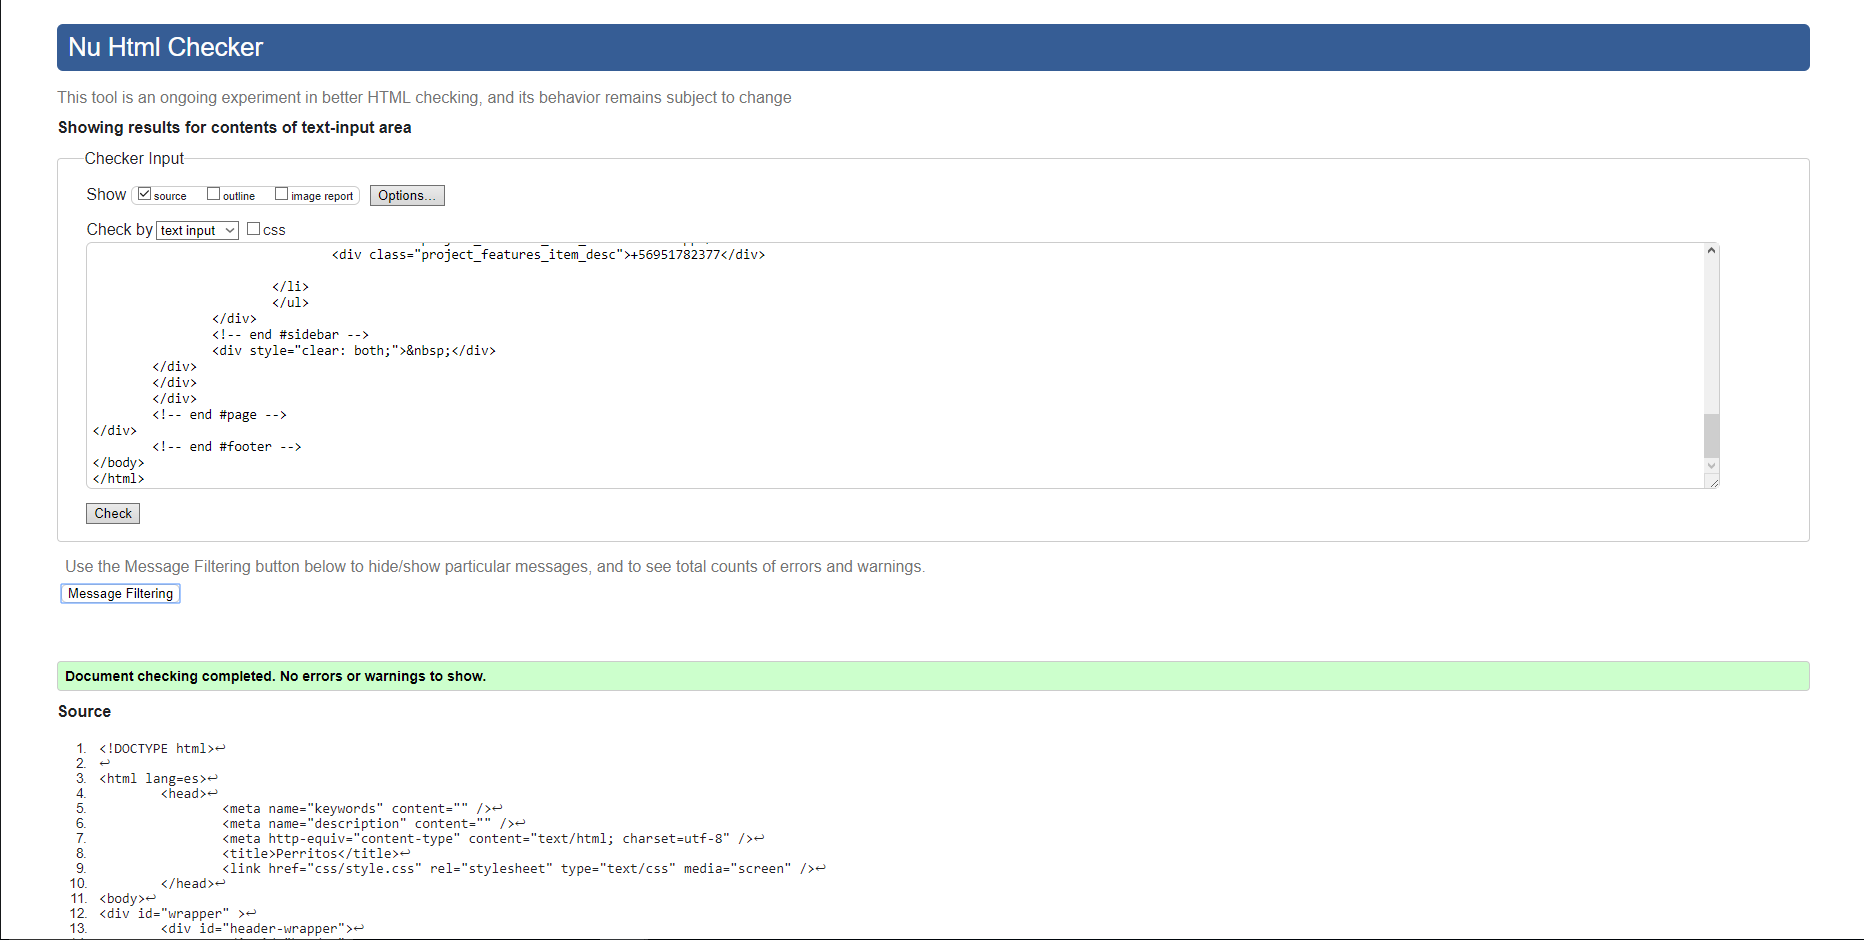 Nu Html Checker
This tool is an ongoing experiment in better HTML checking, and its behavior remains subject to change
Showing results for contents of text-input area
Checker Input
Show source outline image report Options...
Check by text input css
<div class="project_features_item_desc">+56951782377</div>
</li>
</ul>
</div>
<!-- end #sidebar -->
<div style="clear: both;">&nbsp;</div>
</div>
</div>
</div>
<!-- end #page -->
</div>
<!-- end #footer -->
</body>
</html>
Check
Use the Message Filtering button below to hide/show particular messages, and to see total counts of errors and warnings.
Message Filtering
Document checking completed. No errors or warnings to show.
Source
1. <!DOCTYPE html>↩
2. ↩
3. <html lang=es>↩
4. <head>↩
5. <meta name="keywords" content="" />↩
6. <meta name="description" content="" />↩
7. <meta http-equiv="content-type" content="text/html; charset=utf-8" />↩
8. <title>Perritos</title>↩
9. <link href="css/style.css" rel="stylesheet" type="text/css" media="screen" />↩
10. </head>↩
11. <body>↩
12. <div id="wrapper" >↩
13. <div id="header-wrapper">↩